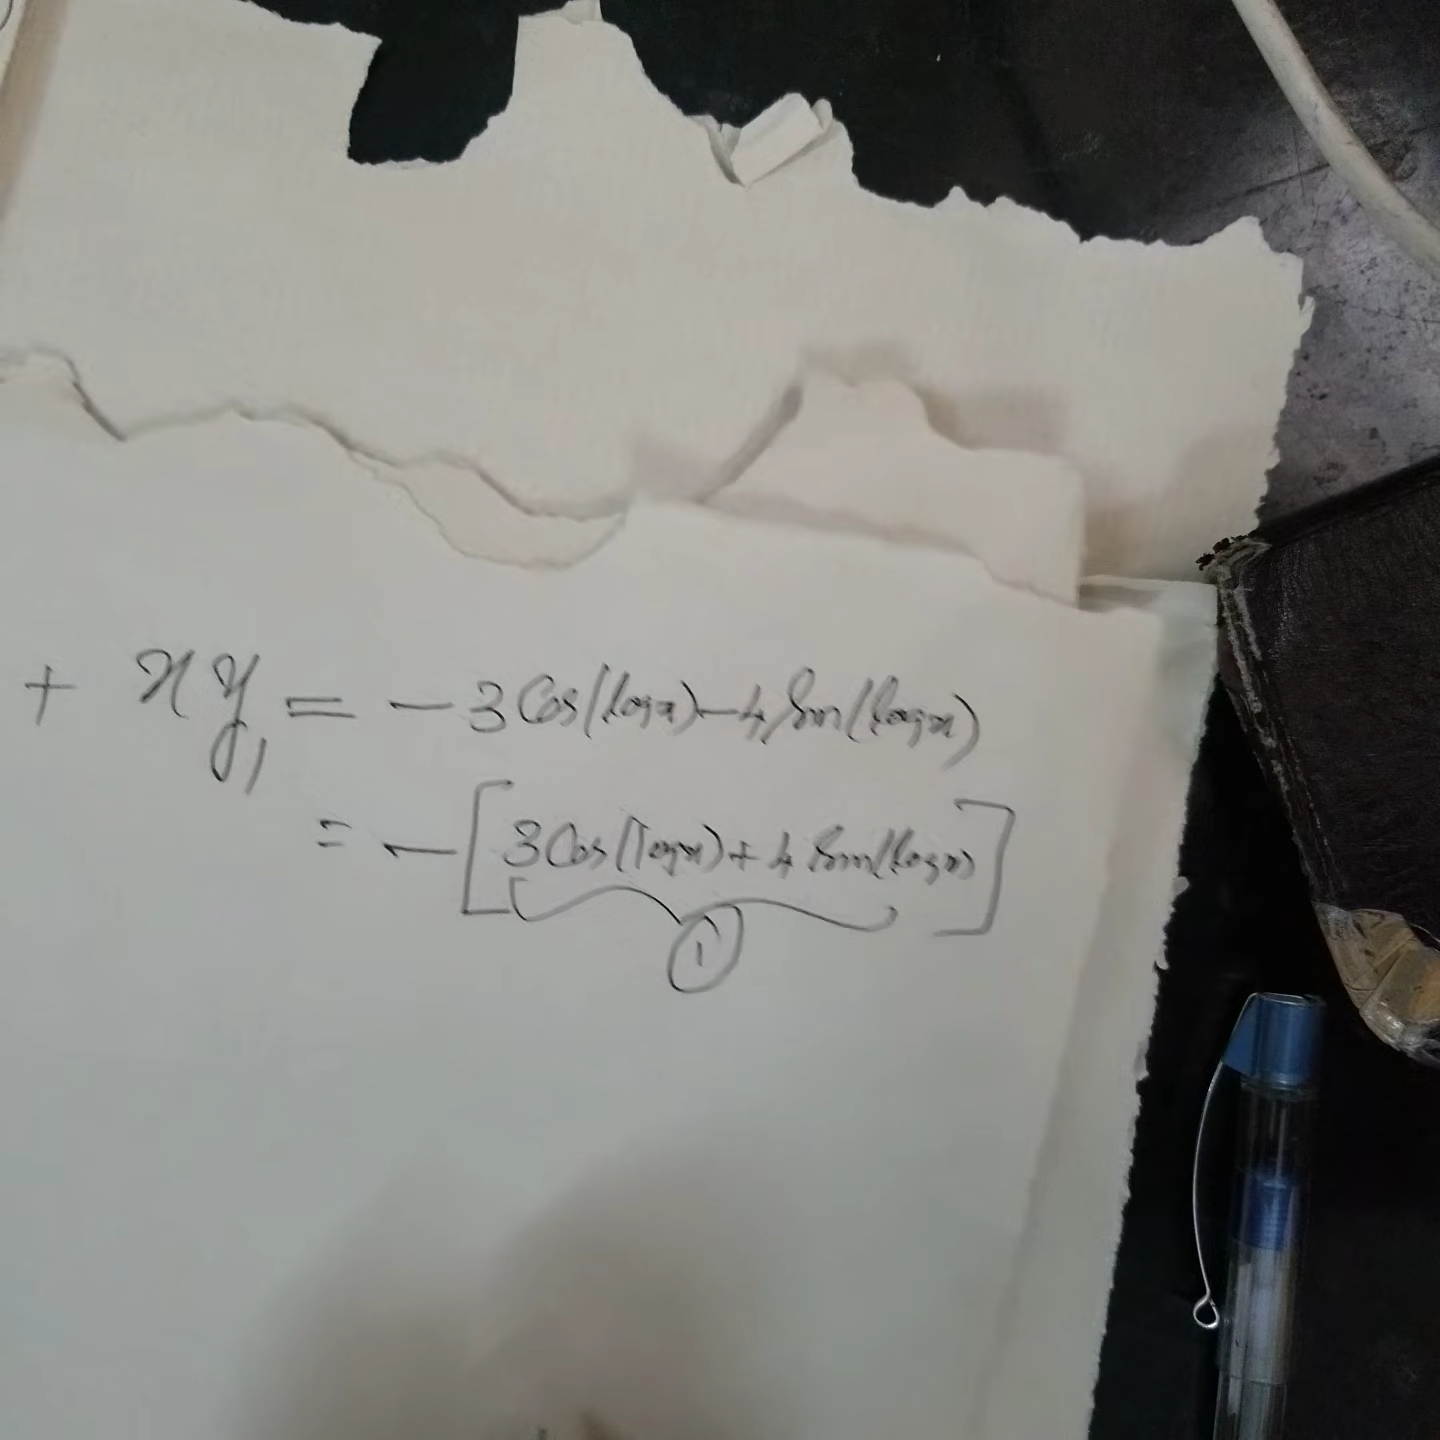 + xy₁ = - 3 Cos(logx) - 4 Sin(logx)
= - [3 Cos(logx) + 4 Sin(logx)]
①